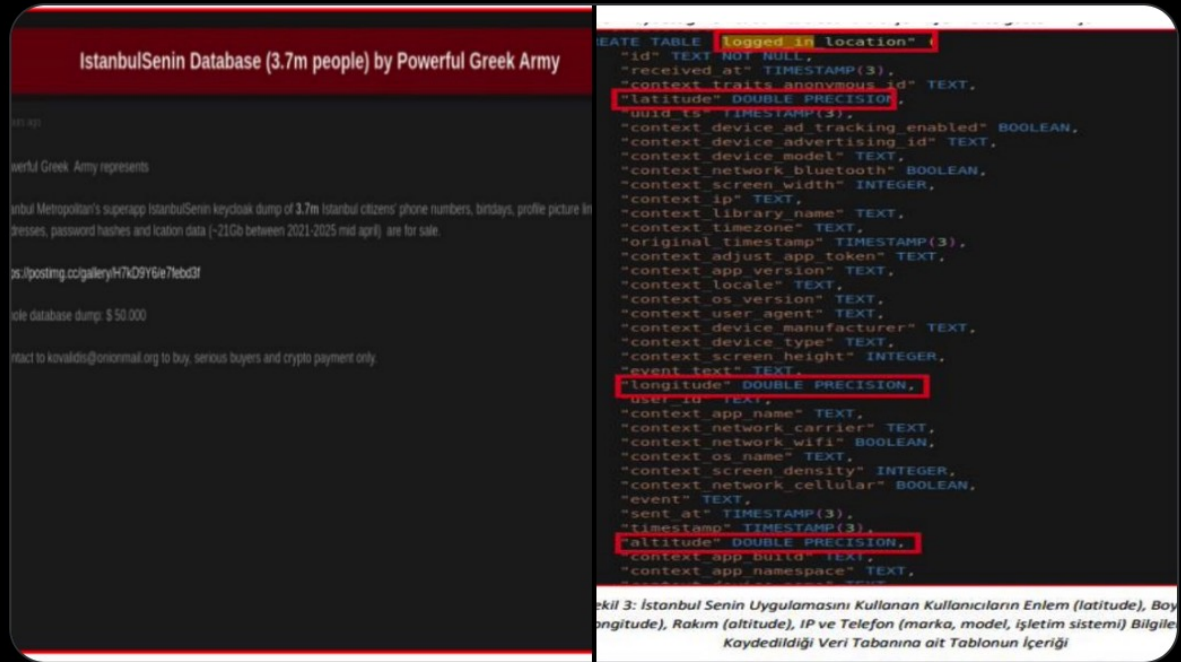 IstanbulSenin Database (3.7m people) by Powerful Greek Army
urs ago
werful Greek Army represents
anbul Metropolitan's superapp IstanbulSenin keycloak dump of 3.7m Istanbul citizens' phone numbers, birtdays, profile picture lin
dresses, password hashes and lcation data (~21Gb between 2021-2025 mid april) are for sale.
ps://postimg.cc/gallery/H7kD9Y6/e7febd3f
ole database dump: $ 50.000
ntact to kovalidis@onionmail.org to buy, serious buyers and crypto payment only.
EATE TABLE "logged_in_location" (
"id" TEXT NOT NULL,
"received_at" TIMESTAMP(3),
"context_traits_anonymous_id" TEXT,
"latitude" DOUBLE PRECISION,
"uuid_ts" TIMESTAMP(3),
"context_device_ad_tracking_enabled" BOOLEAN,
"context_device_advertising_id" TEXT,
"context_device_model" TEXT,
"context_network_bluetooth" BOOLEAN,
"context_screen_width" INTEGER,
"context_ip" TEXT,
"context_library_name" TEXT,
"context_timezone" TEXT,
"original_timestamp" TIMESTAMP(3),
"context_adjust_app_token" TEXT,
"context_app_version" TEXT,
"context_locale" TEXT,
"context_os_version" TEXT,
"context_user_agent" TEXT,
"context_device_manufacturer" TEXT,
"context_device_type" TEXT,
"context_screen_height" INTEGER,
"event_text" TEXT,
"longitude" DOUBLE PRECISION,
"user_id" TEXT,
"context_app_name" TEXT,
"context_network_carrier" TEXT,
"context_network_wifi" BOOLEAN,
"context_os_name" TEXT,
"context_screen_density" INTEGER,
"context_network_cellular" BOOLEAN,
"event" TEXT,
"sent_at" TIMESTAMP(3),
"timestamp" TIMESTAMP(3),
"altitude" DOUBLE PRECISION,
"context_app_build" TEXT,
"context_app_namespace" TEXT,
ekil 3: İstanbul Senin Uygulamasını Kullanan Kullanıcıların Enlem (latitude), Boy
ongitude), Rakım (altitude), IP ve Telefon (marka, model, işletim sistemi) Bilgile
Kaydedildiği Veri Tabanına ait Tablonun İçeriği